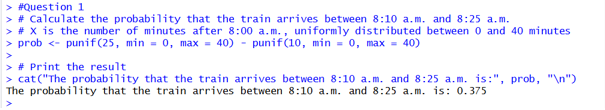 > #Question 1
> # Calculate the probability that the train arrives between 8:10 a.m. and 8:25 a.m.
> # X is the number of minutes after 8:00 a.m., uniformly distributed between 0 and 40 minutes
> prob <- punif(25, min = 0, max = 40) - punif(10, min = 0, max = 40)
>
> # Print the result
> cat("The probability that the train arrives between 8:10 a.m. and 8:25 a.m. is:", prob, "\n")
The probability that the train arrives between 8:10 a.m. and 8:25 a.m. is: 0.375
>